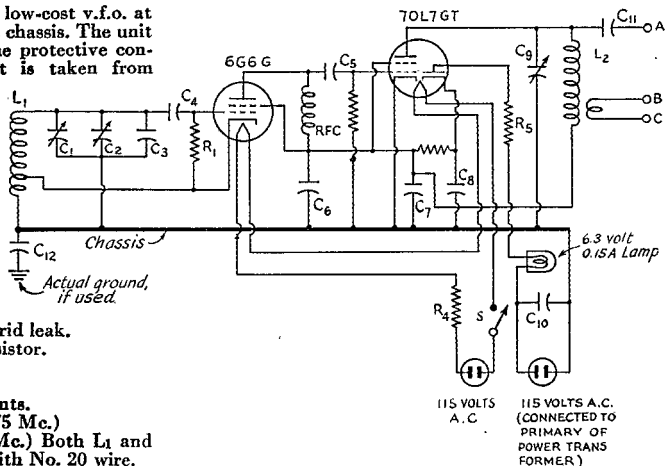 low-cost v.f.o. at
chassis. The unit
e protective con-
t is taken from
70L7GT
6G6G
C11
A
L2
C9
B
C
C5
C4
L1
R1
C1
C2
C3
RFC
R5
C6
C7
C8
C12
Chassis
Actual ground,
if used.
6.3 volt
0.15A Lamp
R4
S
C10
rid leak.
istor.
nts.
75 Mc.)
Mc.) Both L1 and
ith No. 20 wire.
115 VOLTS
A.C
115 VOLTS A.C.
(CONNECTED TO
PRIMARY OF
POWER TRANS
FORMER)